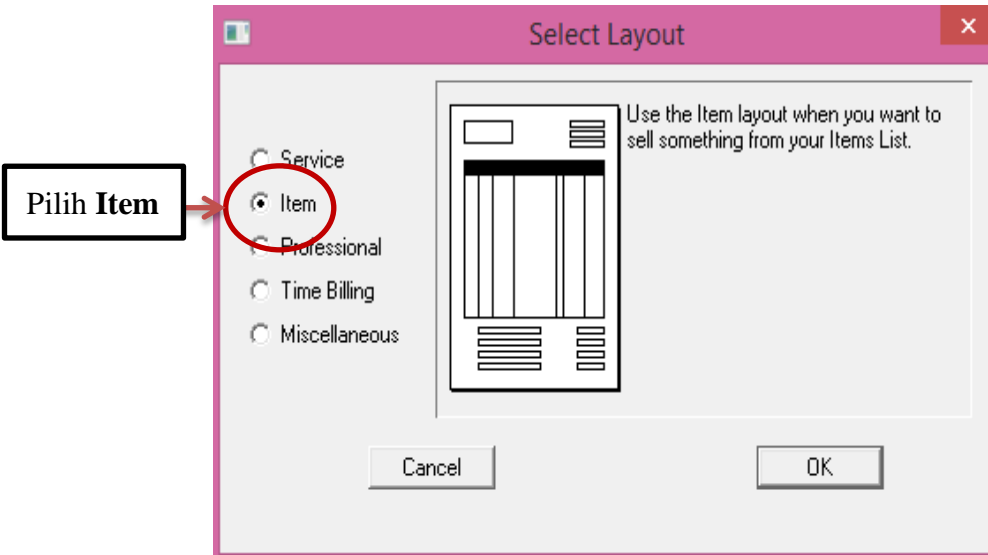 Select Layout
Pilih Item
Service
Item
Professional
Time Billing
Miscellaneous
Use the Item layout when you want to
sell something from your Items List.
Cancel
OK